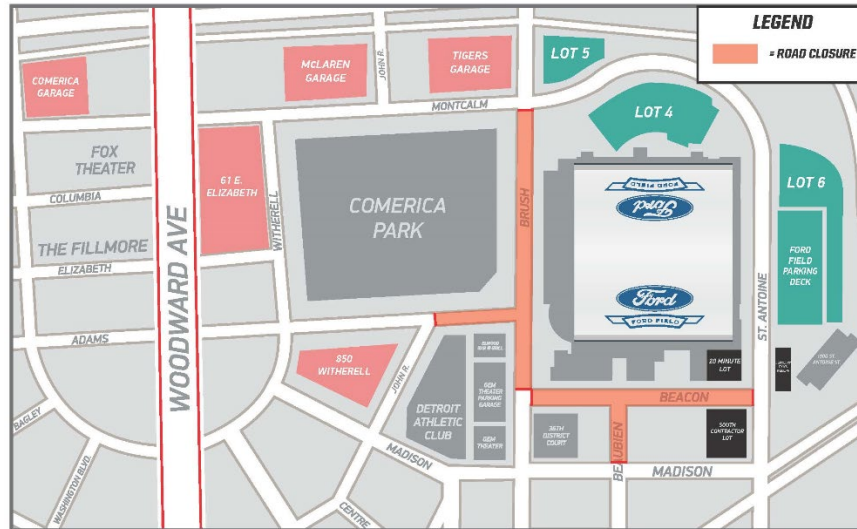 LEGEND
= ROAD CLOSURE
COMERICA
GARAGE
McLAREN
GARAGE
JOHN R.
TIGERS
GARAGE
LOT 5
MONTCALM
LOT 4
FOX
THEATER
COLUMBIA
THE FILLMORE
ELIZABETH
WOODWARD AVE
61 E.
ELIZABETH
WITHERELL
COMERICA
PARK
BRUSH
FORD FIELD
Ford
Ford
FORD FIELD
LOT 6
FORD
FIELD
PARKING
DECK
ST. ANTOINE
ADAMS
350
WITHERELL
JOHN R.
DETROIT
ATHLETIC
CLUB
GEM
THEATER
PARKING
GARAGE
GEM
THEATER
20 MINUTE
LOT
BEACON
36TH
DISTRICT
COURT
BEAUBIEN
SOUTH
CONTRACTOR
LOT
MADISON
MADISON
BAGLEY
WASHINGTON BLVD.
CENTRE